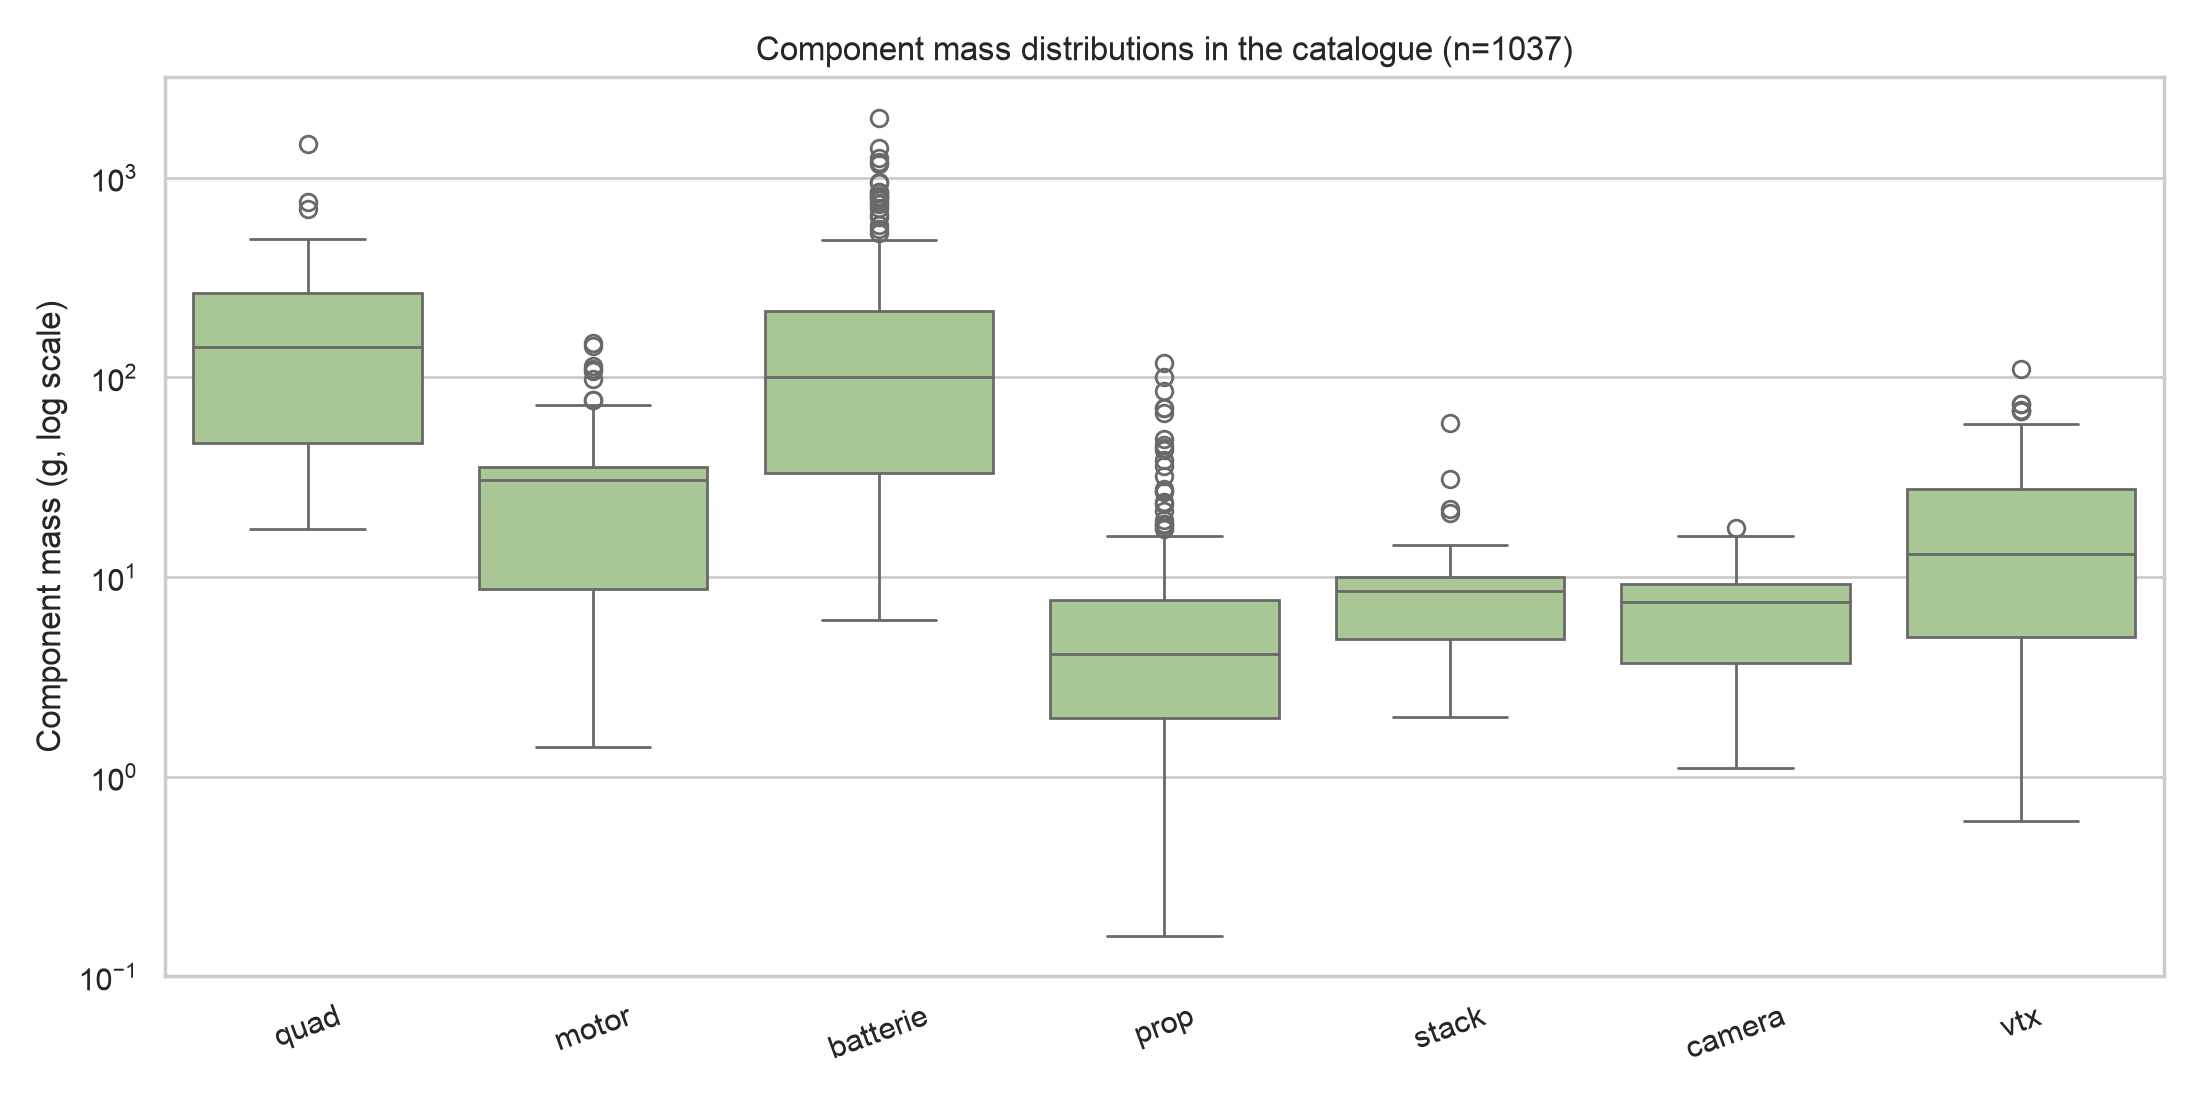 Component mass distributions in the catalogue (n=1037)
Component mass (g, log scale)
10³
10²
10¹
10⁰
10⁻¹
quad
motor
batterie
prop
stack
camera
vtx